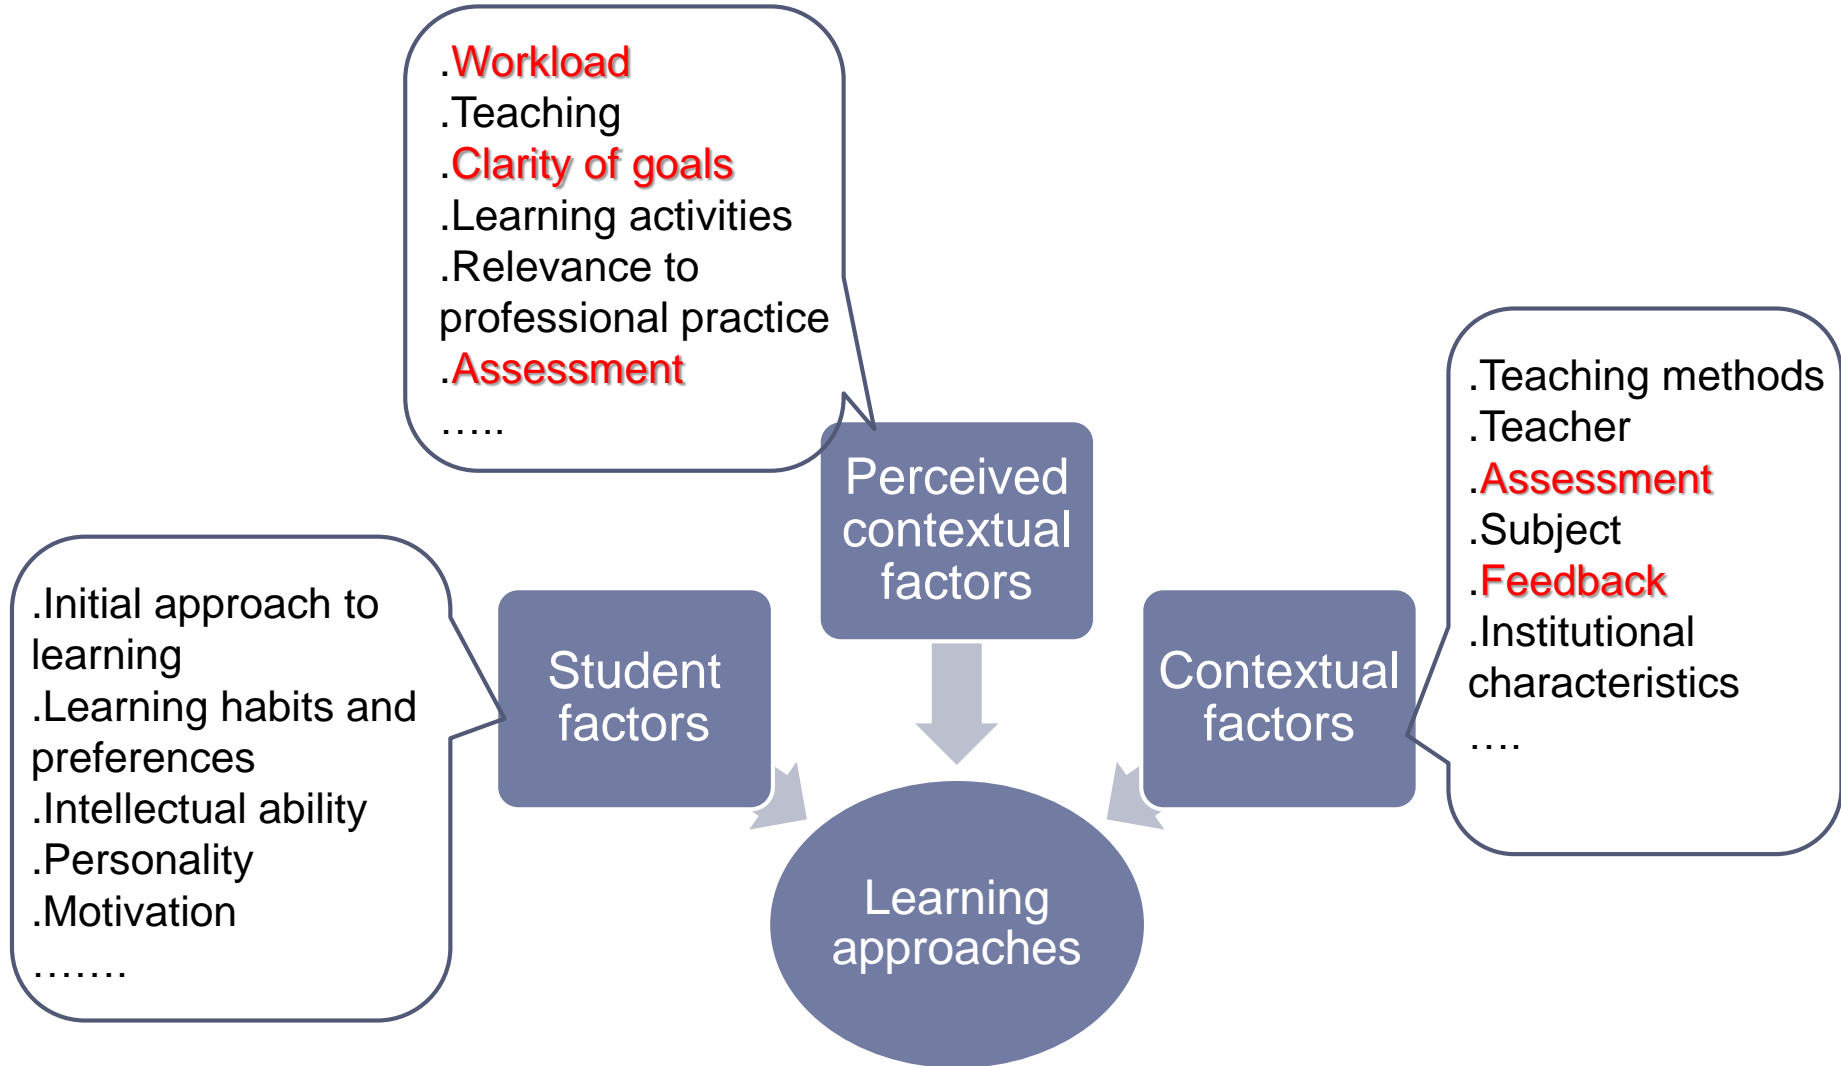 .Workload
.Teaching
.Clarity of goals
.Learning activities
.Relevance to
professional practice
.Assessment
…..
Perceived
contextual
factors
.Initial approach to
learning
.Learning habits and
preferences
.Intellectual ability
.Personality
.Motivation
…….
Student
factors
Contextual
factors
.Teaching methods
.Teacher
.Assessment
.Subject
.Feedback
.Institutional
characteristics
….
Learning
approaches